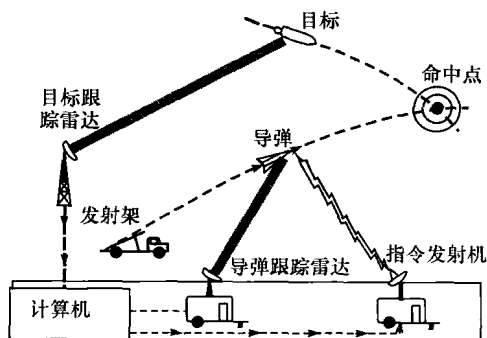 目标
命中点
目标跟
踪雷达
导弹
发射架
导弹跟踪雷达
指令发射机
计算机